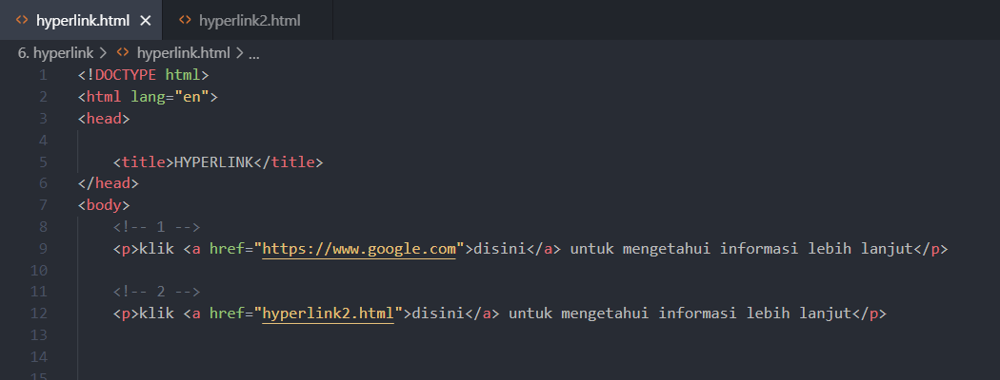 hyperlink.html
hyperlink2.html
6. hyperlink > hyperlink.html > ...
1 <!DOCTYPE html>
2 <html lang="en">
3 <head>
4
5 <title>HYPERLINK</title>
6 </head>
7 <body>
8 <!-- 1 -->
9 <p>klik <a href="https://www.google.com">disini</a> untuk mengetahui informasi lebih lanjut</p>
10
11 <!-- 2 -->
12 <p>klik <a href="hyperlink2.html">disini</a> untuk mengetahui informasi lebih lanjut</p>
13
14
15